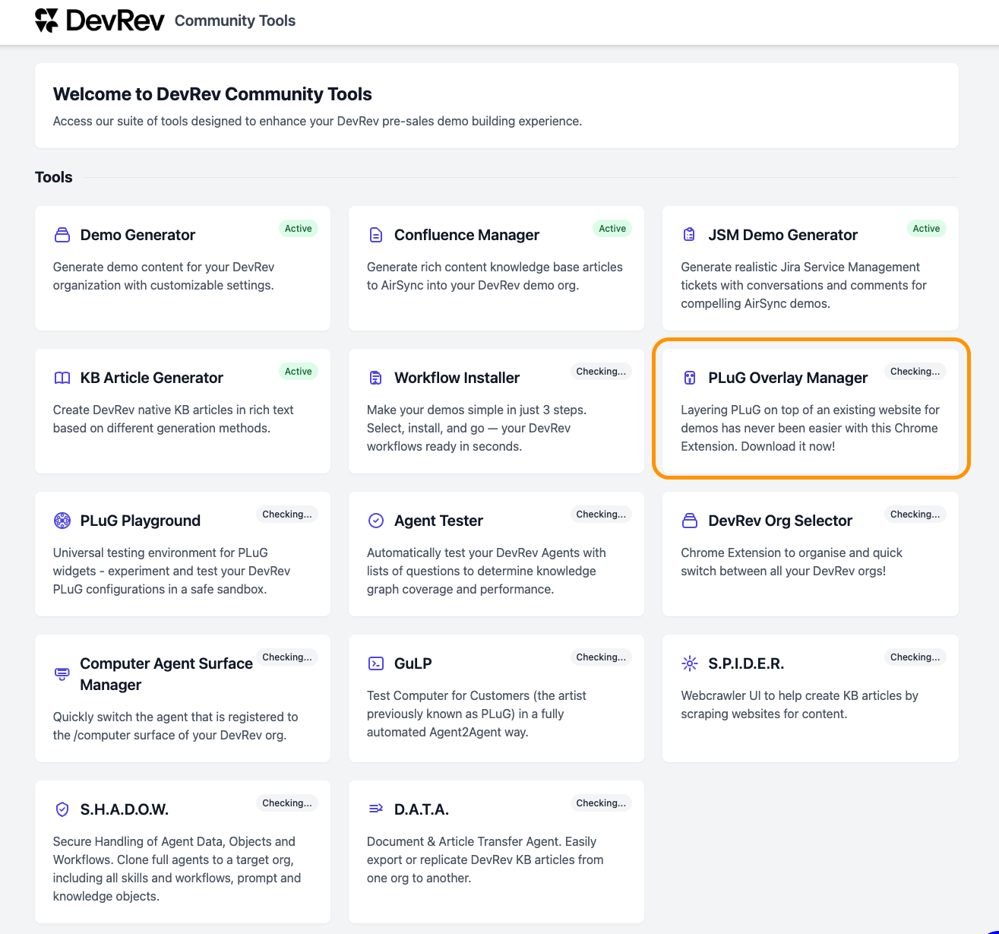 DevRev Community Tools
Welcome to DevRev Community Tools
Access our suite of tools designed to enhance your DevRev pre-sales demo building experience.
Tools
Demo Generator
Active
Generate demo content for your DevRev
organization with customizable settings.
Confluence Manager
Active
Generate rich content knowledge base articles
to AirSync into your DevRev demo org.
JSM Demo Generator
Active
Generate realistic Jira Service Management
tickets with conversations and comments for
compelling AirSync demos.
KB Article Generator
Active
Create DevRev native KB articles in rich text
based on different generation methods.
Workflow Installer
Checking...
Make your demos simple in just 3 steps.
Select, install, and go — your DevRev
workflows ready in seconds.
PLuG Overlay Manager
Checking...
Layering PLuG on top of an existing website for
demos has never been easier with this Chrome
Extension. Download it now!
PLuG Playground
Checking...
Universal testing environment for PLuG
widgets - experiment and test your DevRev
PLuG configurations in a safe sandbox.
Agent Tester
Checking...
Automatically test your DevRev Agents with
lists of questions to determine knowledge
graph coverage and performance.
DevRev Org Selector
Checking...
Chrome Extension to organise and quick
switch between all your DevRev orgs!
Computer Agent Surface
Manager
Checking...
Quickly switch the agent that is registered to
the /computer surface of your DevRev org.
GuLP
Checking...
Test Computer for Customers (the artist
previously known as PLuG) in a fully
automated Agent2Agent way.
S.P.I.D.E.R.
Checking...
Webcrawler UI to help create KB articles by
scraping websites for content.
S.H.A.D.O.W.
Checking...
Secure Handling of Agent Data, Objects and
Workflows. Clone full agents to a target org,
including all skills and workflows, prompt and
knowledge objects.
D.A.T.A.
Checking...
Document & Article Transfer Agent. Easily
export or replicate DevRev KB articles from
one org to another.